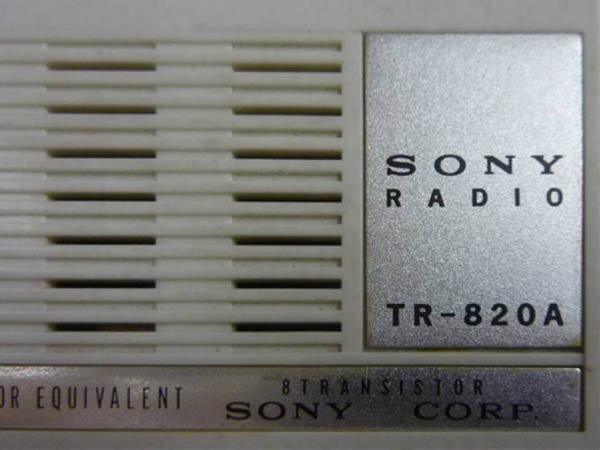 SONY
RADIO
TR-820A
OR EQUIVALENT
8TRANSISTOR
SONY CORP.